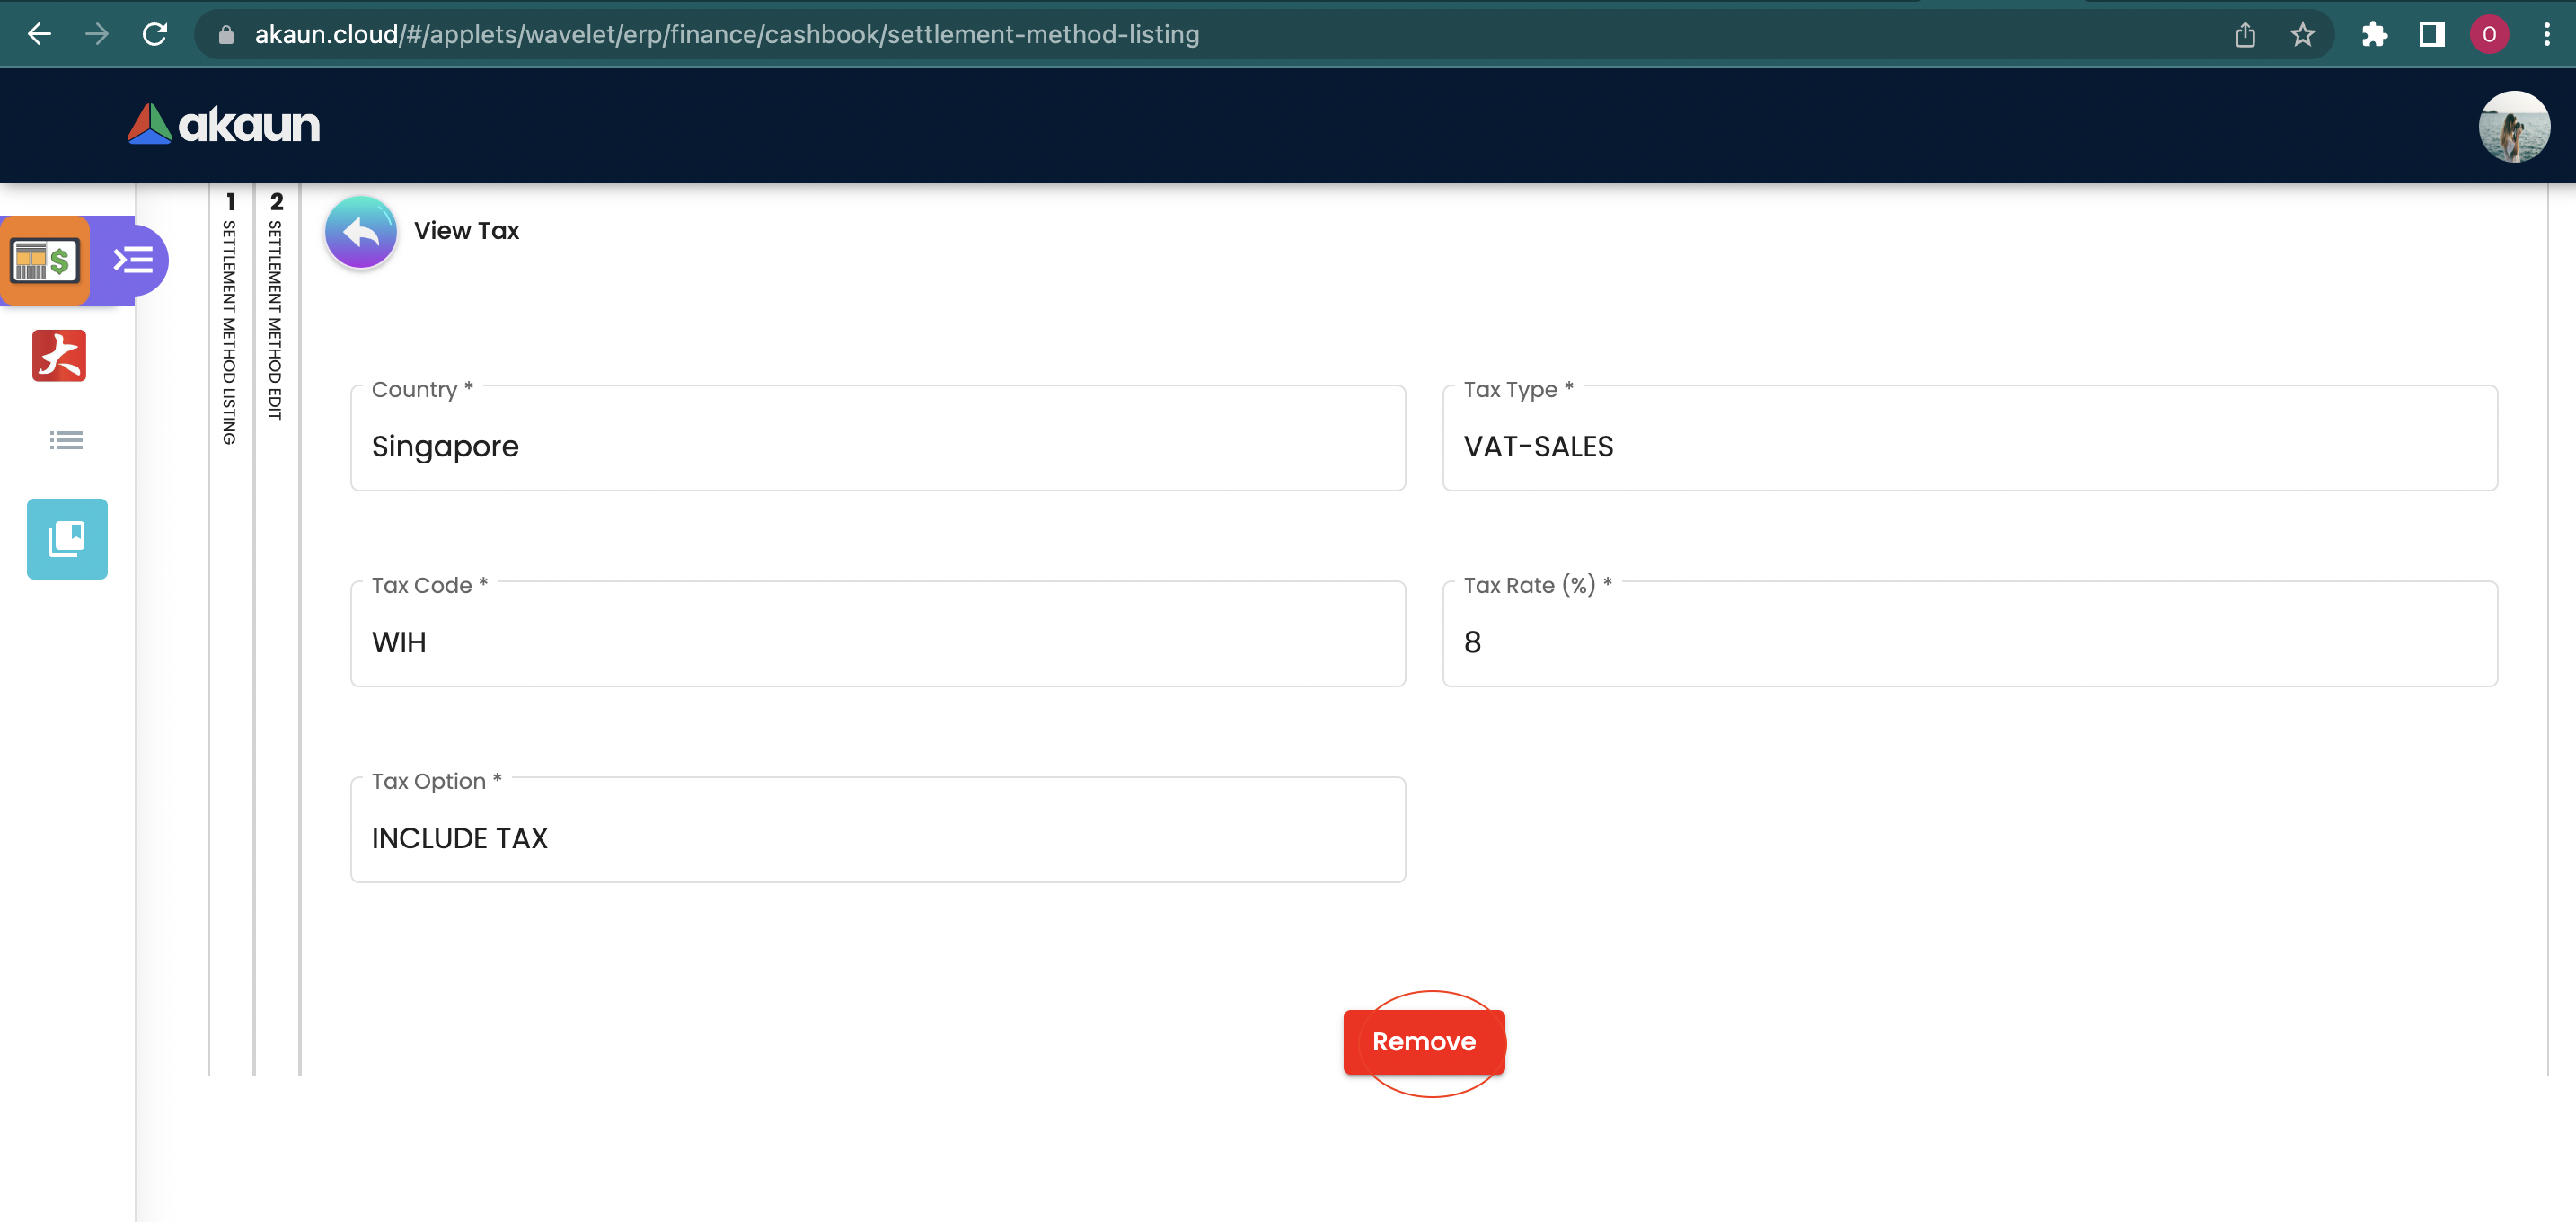 akaun.cloud/#/applets/wavelet/erp/finance/cashbook/settlement-method-listing
O
akaun
1 SETTLEMENT METHOD LISTING
2 SETTLEMENT METHOD EDIT
View Tax
$
Country *
Singapore
Tax Type *
VAT-SALES
Tax Code *
WIH
Tax Rate (%) *
8
Tax Option *
INCLUDE TAX
Remove